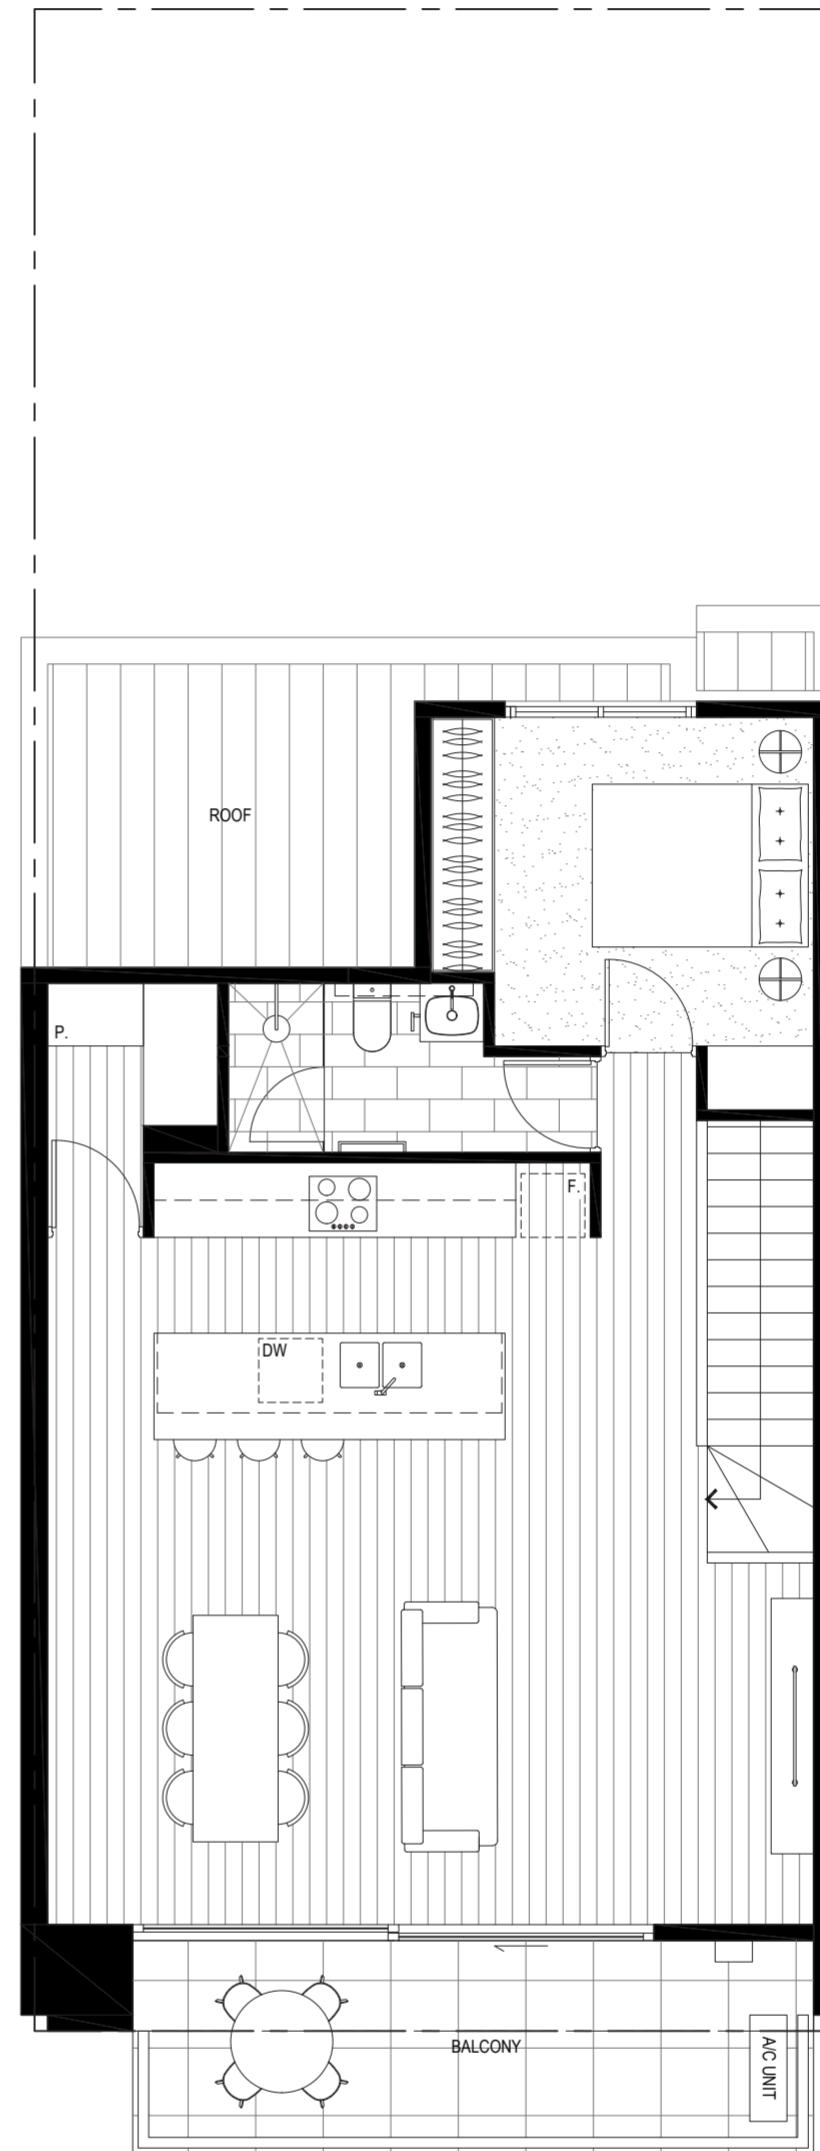 ROOF
P.
F.
DW
BALCONY
A/C UNIT